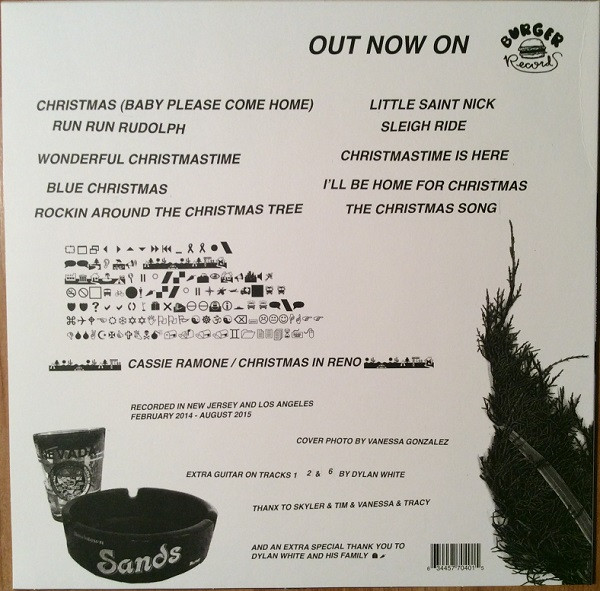 OUT NOW ON
BURGER
Records
CHRISTMAS (BABY PLEASE COME HOME)
RUN RUN RUDOLPH
WONDERFUL CHRISTMASTIME
BLUE CHRISTMAS
ROCKIN AROUND THE CHRISTMAS TREE
LITTLE SAINT NICK
SLEIGH RIDE
CHRISTMASTIME IS HERE
I'LL BE HOME FOR CHRISTMAS
THE CHRISTMAS SONG
CASSIE RAMONE / CHRISTMAS IN RENO
RECORDED IN NEW JERSEY AND LOS ANGELES
FEBRUARY 2014 - AUGUST 2015
COVER PHOTO BY VANESSA GONZALEZ
EXTRA GUITAR ON TRACKS 1 2 & 6 BY DYLAN WHITE
THANX TO SKYLER & TIM & VANESSA & TRACY
AND AN EXTRA SPECIAL THANK YOU TO
DYLAN WHITE AND HIS FAMILY
NEVADA
Sands
6 34457 70401 5